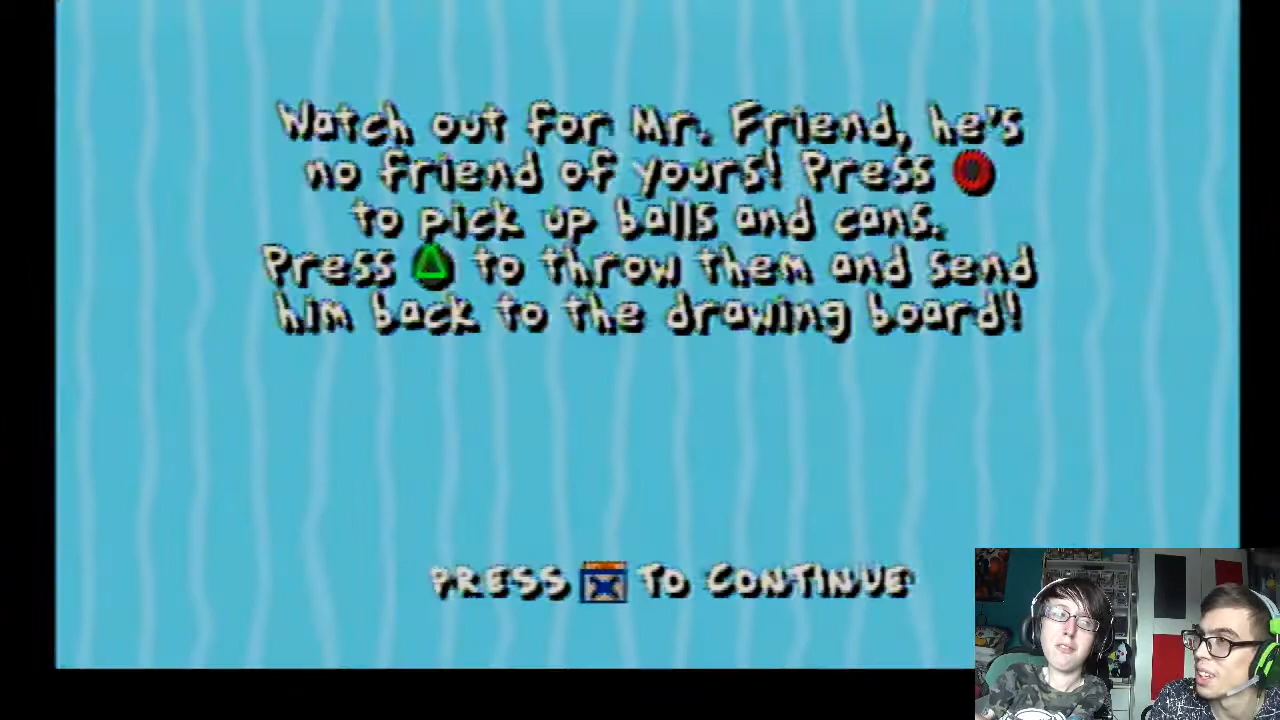 Watch out for Mr. Friend, he's
no friend of yours! Press O
to pick up balls and cans.
Press △ to throw them and send
him back to the drawing board!
PRESS X TO CONTINUE